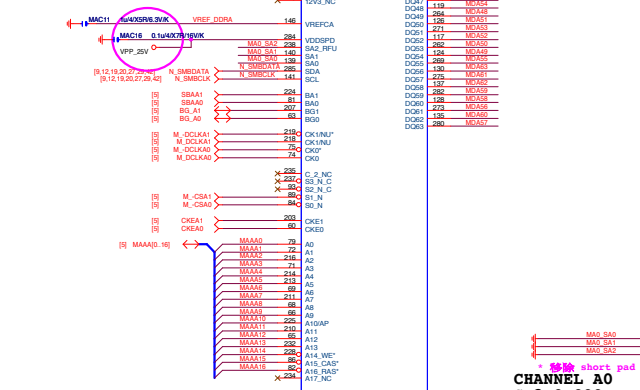 12V3_NC
MAC11 1u/4/X5R/6.3V/K VREF_DDRA 146 VREFCA
MAC16 0.1u/4/X7R/16V/K 284 VDDSPD
VPP_25V MA0_SA2 238 SA2_RFU
MA0_SA1 140 SA1
MA0_SA0 139 SA0
[9,12,19,20,27,29,42] N_SMBDATA 285 SDA
[9,12,19,20,27,29,42] N_SMBCLK 141 SCL
[5] SBAA1 224 BA1
[5] SBAA0 81 BA0
[5] BG_A1 207 BG1
[5] BG_A0 63 BG0
[5] M_-DCLKA1 219 CK1/NU*
[5] M_DCLKA1 218 CK1/NU
[5] M_-DCLKA0 75 CK0*
[5] M_DCLKA0 74 CK0
235 C_2_NC
237 S3_N_C
93 S2_N_C
[5] M_-CSA1 89 S1_N
[5] M_-CSA0 84 S0_N
[5] CKEA1 203 CKE1
[5] CKEA0 60 CKE0
[5] MAAA[0..16] MAAA0 79 A0
MAAA1 72 A1
MAAA2 216 A2
MAAA3 71 A3
MAAA4 214 A4
MAAA5 213 A5
MAAA6 69 A6
MAAA7 211 A7
MAAA8 68 A8
MAAA9 66 A9
MAAA10 225 A10/AP
MAAA11 210 A11
MAAA12 65 A12
MAAA13 232 A13
MAAA14 228 A14_WE*
MAAA15 86 A15_CAS*
MAAA16 82 A16_RAS*
234 A17_NC
DQ47
DQ48 119 MDA54
DQ49 264 MDA48
DQ50 126 MDA51
DQ51 271 MDA53
DQ52 117 MDA52
DQ53 262 MDA50
DQ54 124 MDA49
DQ55 269 MDA55
DQ56 130 MDA63
DQ57 275 MDA61
DQ58 137 MDA62
DQ59 282 MDA59
DQ60 128 MDA58
DQ61 273 MDA56
DQ62 135 MDA60
DQ63 280 MDA57
MA0_SA0
MA0_SA1
MA0_SA2
* 移除 short pad
CHANNEL A0